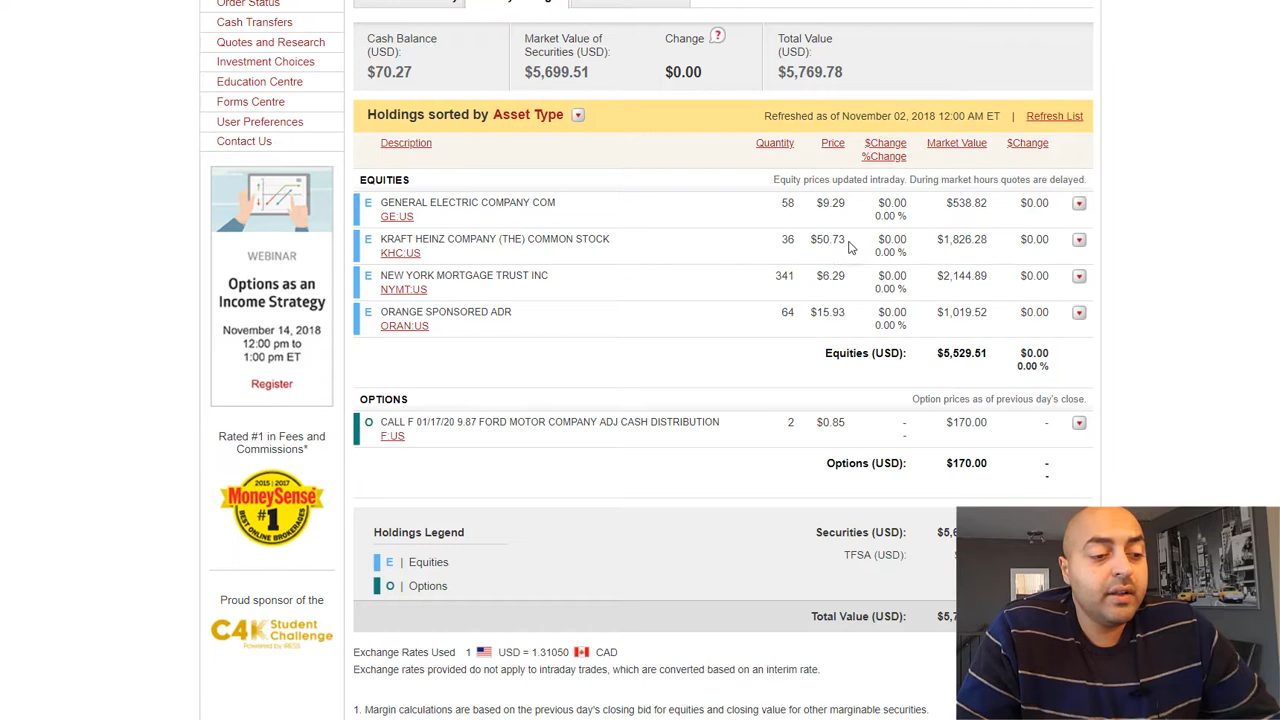 Order Status
Cash Transfers
Quotes and Research
Investment Choices
Education Centre
Forms Centre
User Preferences
Contact Us
WEBINAR
Options as an
Income Strategy
November 14, 2018
12:00 pm to
1:00 pm ET
Register
Rated #1 in Fees and
Commissions*
2015 | 2017
MoneySense
#1
BEST ONLINE BROKERAGES
Proud sponsor of the
C4K Student
Challenge
Powered by IRESS
Cash Balance (USD): $70.27
Market Value of Securities (USD): $5,699.51
Change ? $0.00
Total Value (USD): $5,769.78
Holdings sorted by Asset Type Refreshed as of November 02, 2018 12:00 AM ET | Refresh List
Description Quantity Price $Change %Change Market Value $Change
EQUITIES Equity prices updated intraday. During market hours quotes are delayed.
E GENERAL ELECTRIC COMPANY COM 58 $9.29 $0.00 $538.82 $0.00
GE:US 0.00 %
E KRAFT HEINZ COMPANY (THE) COMMON STOCK 36 $50.73 $0.00 $1,826.28 $0.00
KHC:US 0.00 %
E NEW YORK MORTGAGE TRUST INC 341 $6.29 $0.00 $2,144.89 $0.00
NYMT:US 0.00 %
E ORANGE SPONSORED ADR 64 $15.93 $0.00 $1,019.52 $0.00
ORAN:US 0.00 %
Equities (USD): $5,529.51 $0.00
0.00 %
OPTIONS Option prices as of previous day's close.
O CALL F 01/17/20 9.87 FORD MOTOR COMPANY ADJ CASH DISTRIBUTION 2 $0.85 - $170.00 -
F:US -
Options (USD): $170.00 -
-
Holdings Legend Securities (USD):
E | Equities TFSA (USD):
O | Options
Total Value (USD):
Exchange Rates Used 1 USD = 1.31050 CAD
Exchange rates provided do not apply to intraday trades, which are converted based on an interim rate.
1. Margin calculations are based on the previous day's closing bid for equities and closing value for other marginable securities.